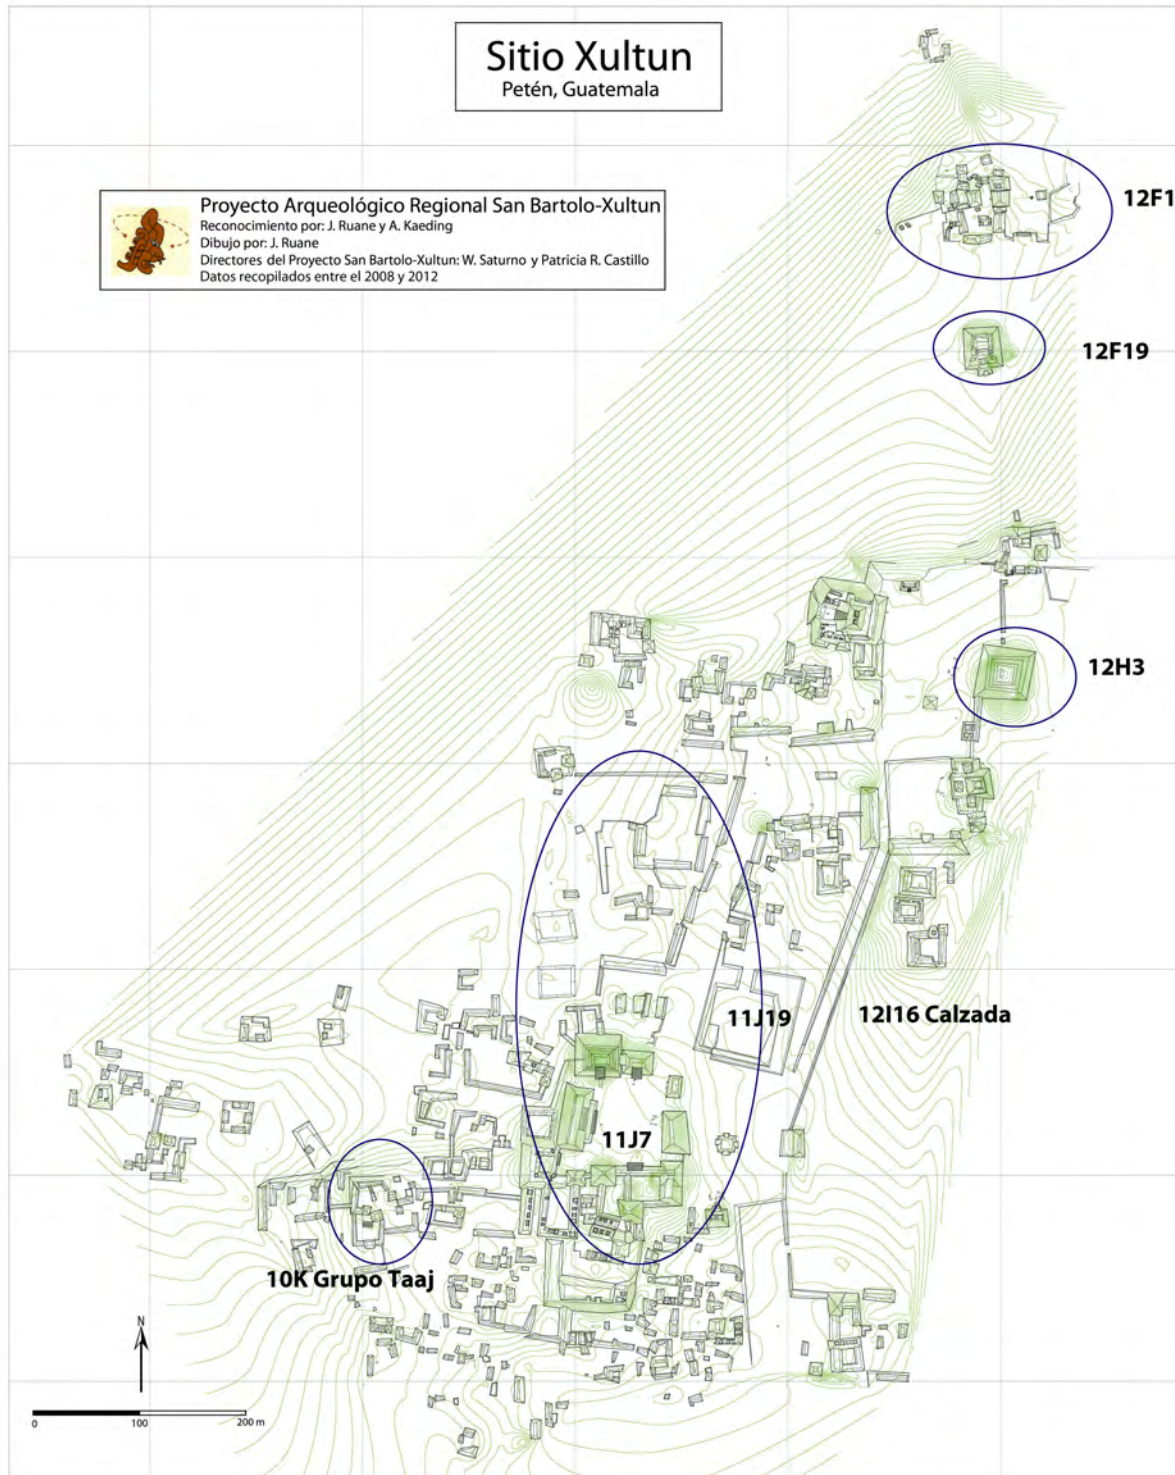 Sitio Xultun
Petén, Guatemala
Proyecto Arqueológico Regional San Bartolo-Xultun
Reconocimiento por: J. Ruane y A. Kaeding
Dibujo por: J. Ruane
Directores del Proyecto San Bartolo-Xultun: W. Saturno y Patricia R. Castillo
Datos recopilados entre el 2008 y 2012
12F1
12F19
12H3
11J19
12I16 Calzada
11J7
10K Grupo Taaj
N
0 100 200 m